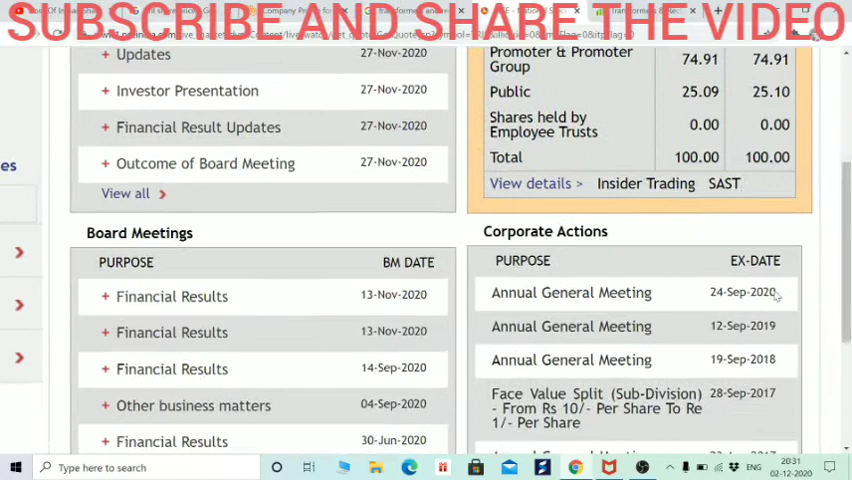 SUBSCRIBE AND SHARE THE VIDEO
Updates 27-Nov-2020
Investor Presentation 27-Nov-2020
Financial Result Updates 27-Nov-2020
Outcome of Board Meeting 27-Nov-2020
View all
Promoter & Promoter
Group 74.91 74.91
Public 25.09 25.10
Shares held by
Employee Trusts 0.00 0.00
Total 100.00 100.00
View details > Insider Trading SAST
es
Board Meetings
PURPOSE BM DATE
Financial Results 13-Nov-2020
Financial Results 13-Nov-2020
Financial Results 14-Sep-2020
Other business matters 04-Sep-2020
Financial Results 30-Jun-2020
Corporate Actions
PURPOSE EX-DATE
Annual General Meeting 24-Sep-2020
Annual General Meeting 12-Sep-2019
Annual General Meeting 19-Sep-2018
Face Value Split (Sub-Division) 28-Sep-2017
- From Rs 10/- Per Share To Re
1/- Per Share
Type here to search
ENG
20:31
02-12-2020